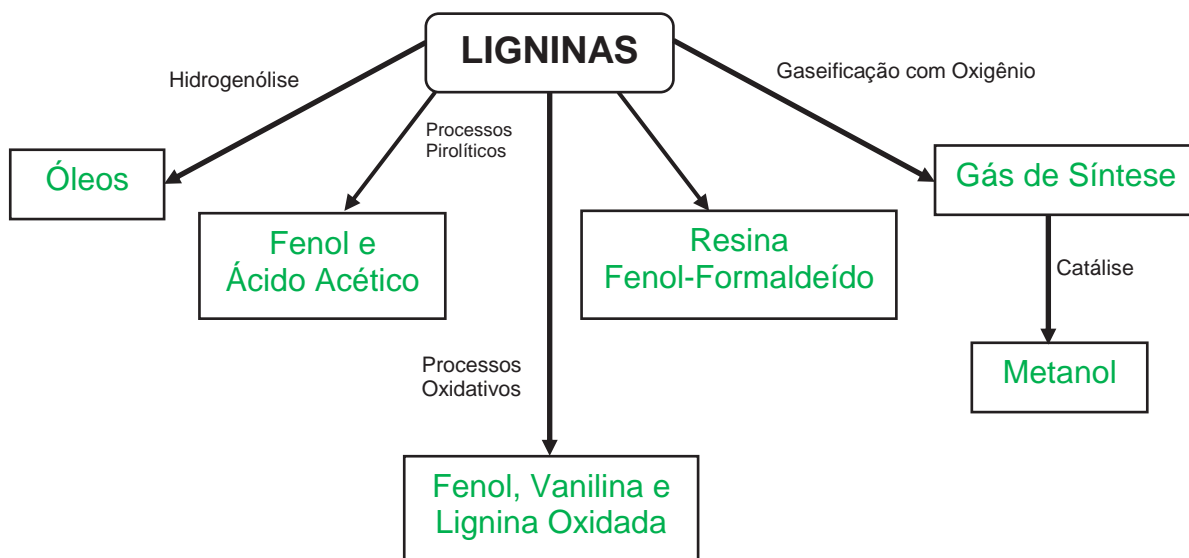 LIGNINAS
Hidrogenólise
Gaseificação com Oxigênio
Processos
Pirolíticos
Óleos
Gás de Síntese
Fenol e
Ácido Acético
Resina
Fenol-Formaldeído
Catálise
Processos
Oxidativos
Metanol
Fenol, Vanilina e
Lignina Oxidada